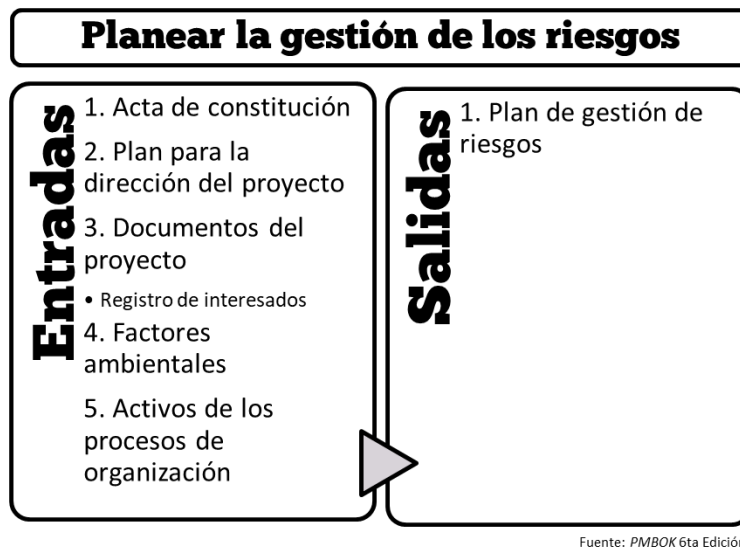 Planear la gestión de los riesgos
Entradas
1. Acta de constitución
2. Plan para la
dirección del proyecto
3. Documentos del
proyecto
• Registro de interesados
4. Factores
ambientales
5. Activos de los
procesos de
organización
Salidas
1. Plan de gestión de
riesgos
Fuente: PMBOK 6ta Edición